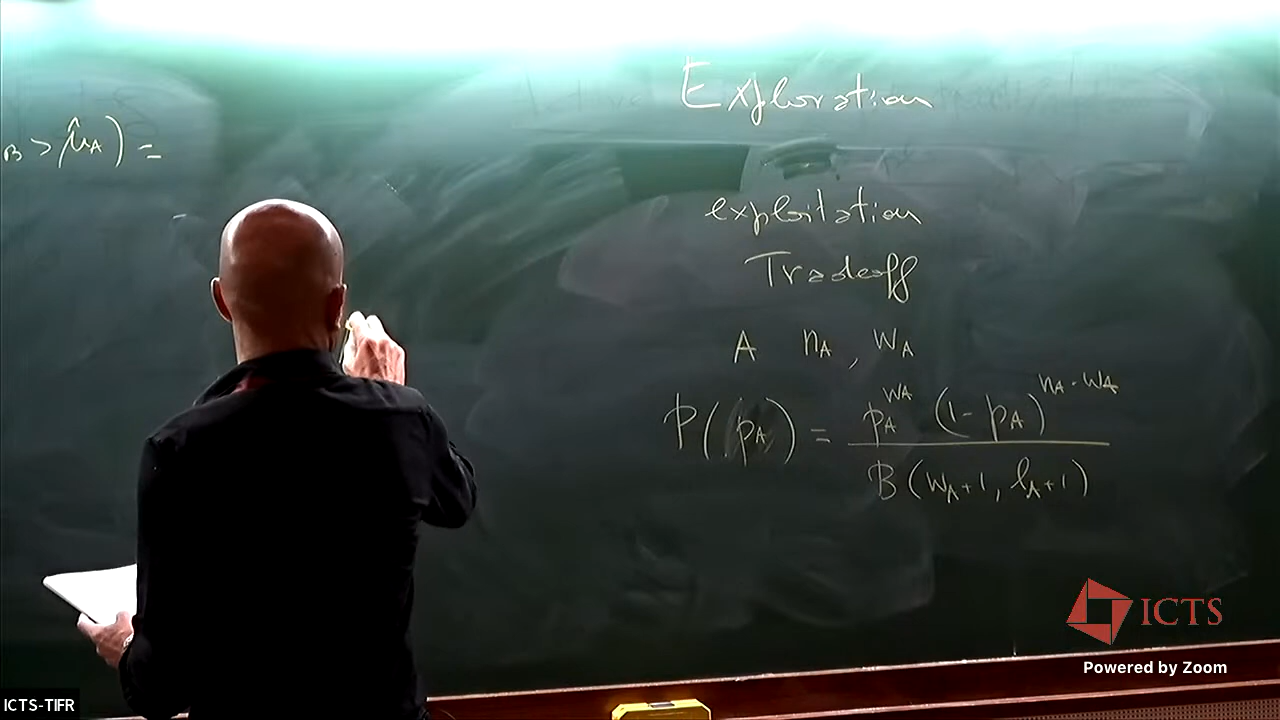 B > μ̂A) =
Exploration
exploitation
Tradeoff
A nA, wA
P(pA) = pA^wA (1-pA)^nA-wA / B(wA+1, lA+1)
ICTS
Powered by Zoom
ICTS-TIFR